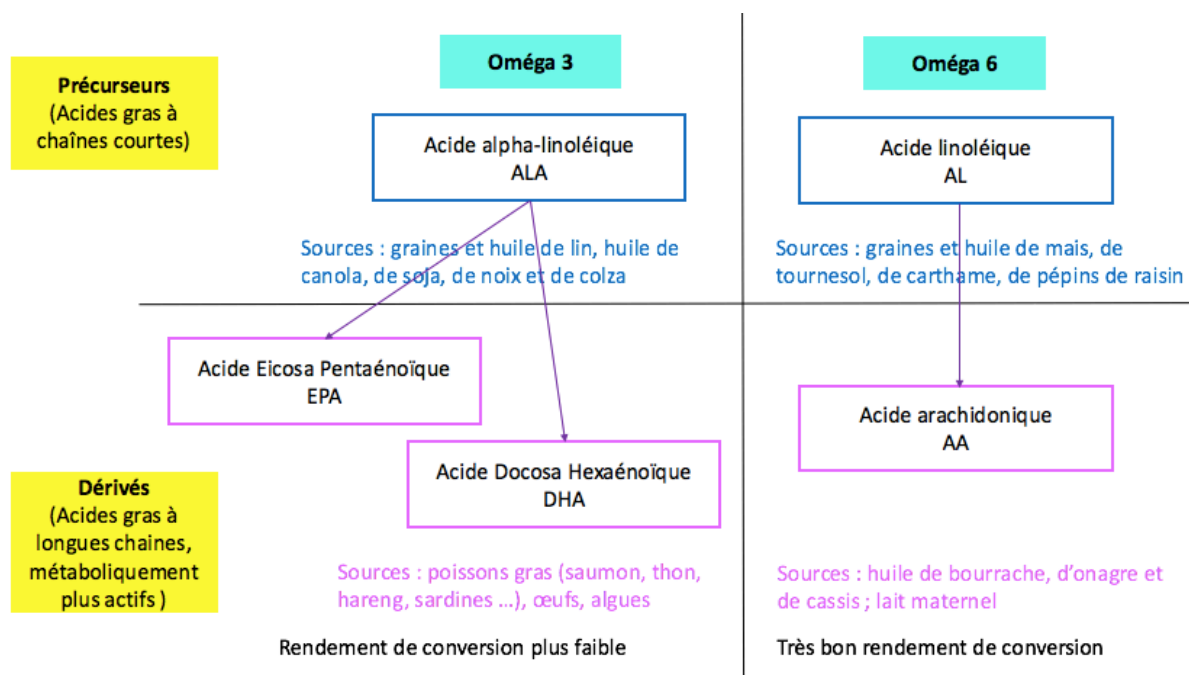 Oméga 3
Oméga 6
Précurseurs
(Acides gras à
chaînes courtes)
Acide alpha-linoléique
ALA
Acide linoléique
AL
Sources : graines et huile de lin, huile de
canola, de soja, de noix et de colza
Sources : graines et huile de mais, de
tournesol, de carthame, de pépins de raisin
Acide Eicosa Pentaénoïque
EPA
Acide arachidonique
AA
Acide Docosa Hexaénoïque
DHA
Dérivés
(Acides gras à
longues chaines,
métaboliquement
plus actifs )
Sources : poissons gras (saumon, thon,
hareng, sardines ...), œufs, algues
Sources : huile de bourrache, d'onagre et
de cassis ; lait maternel
Rendement de conversion plus faible
Très bon rendement de conversion